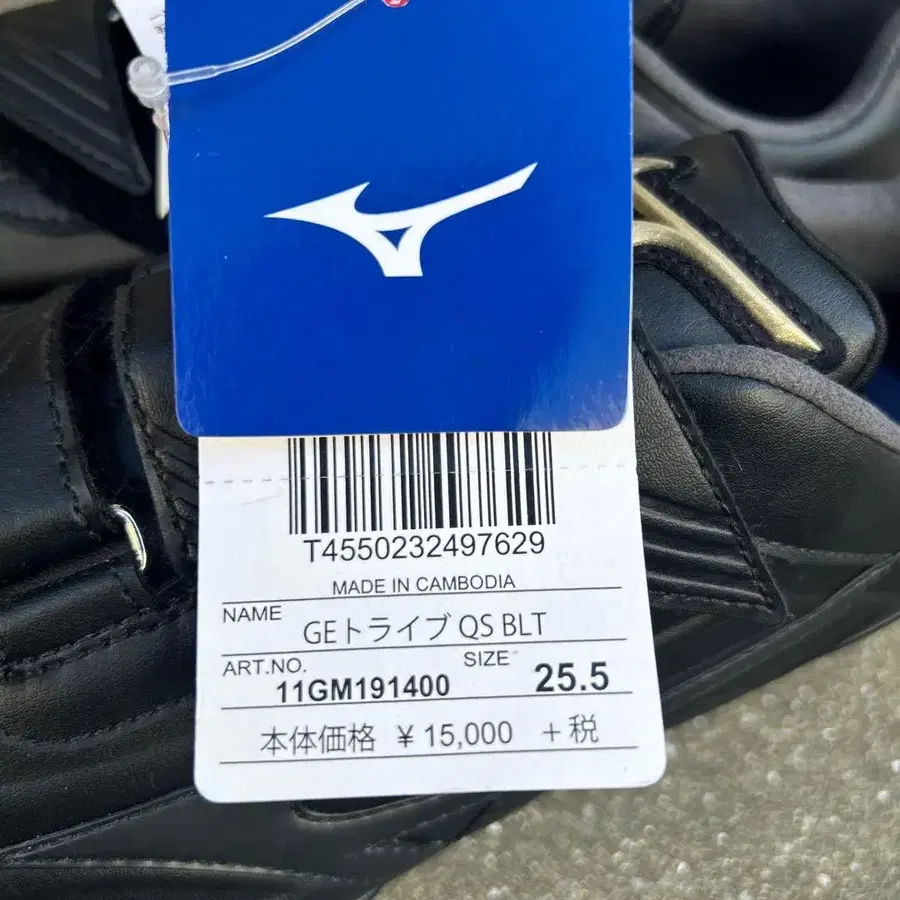 T4550232497629
MADE IN CAMBODIA
NAME
GEトライブ QS BLT
ART.NO.
11GM191400
SIZE
25.5
本体価格 ¥15,000 +税